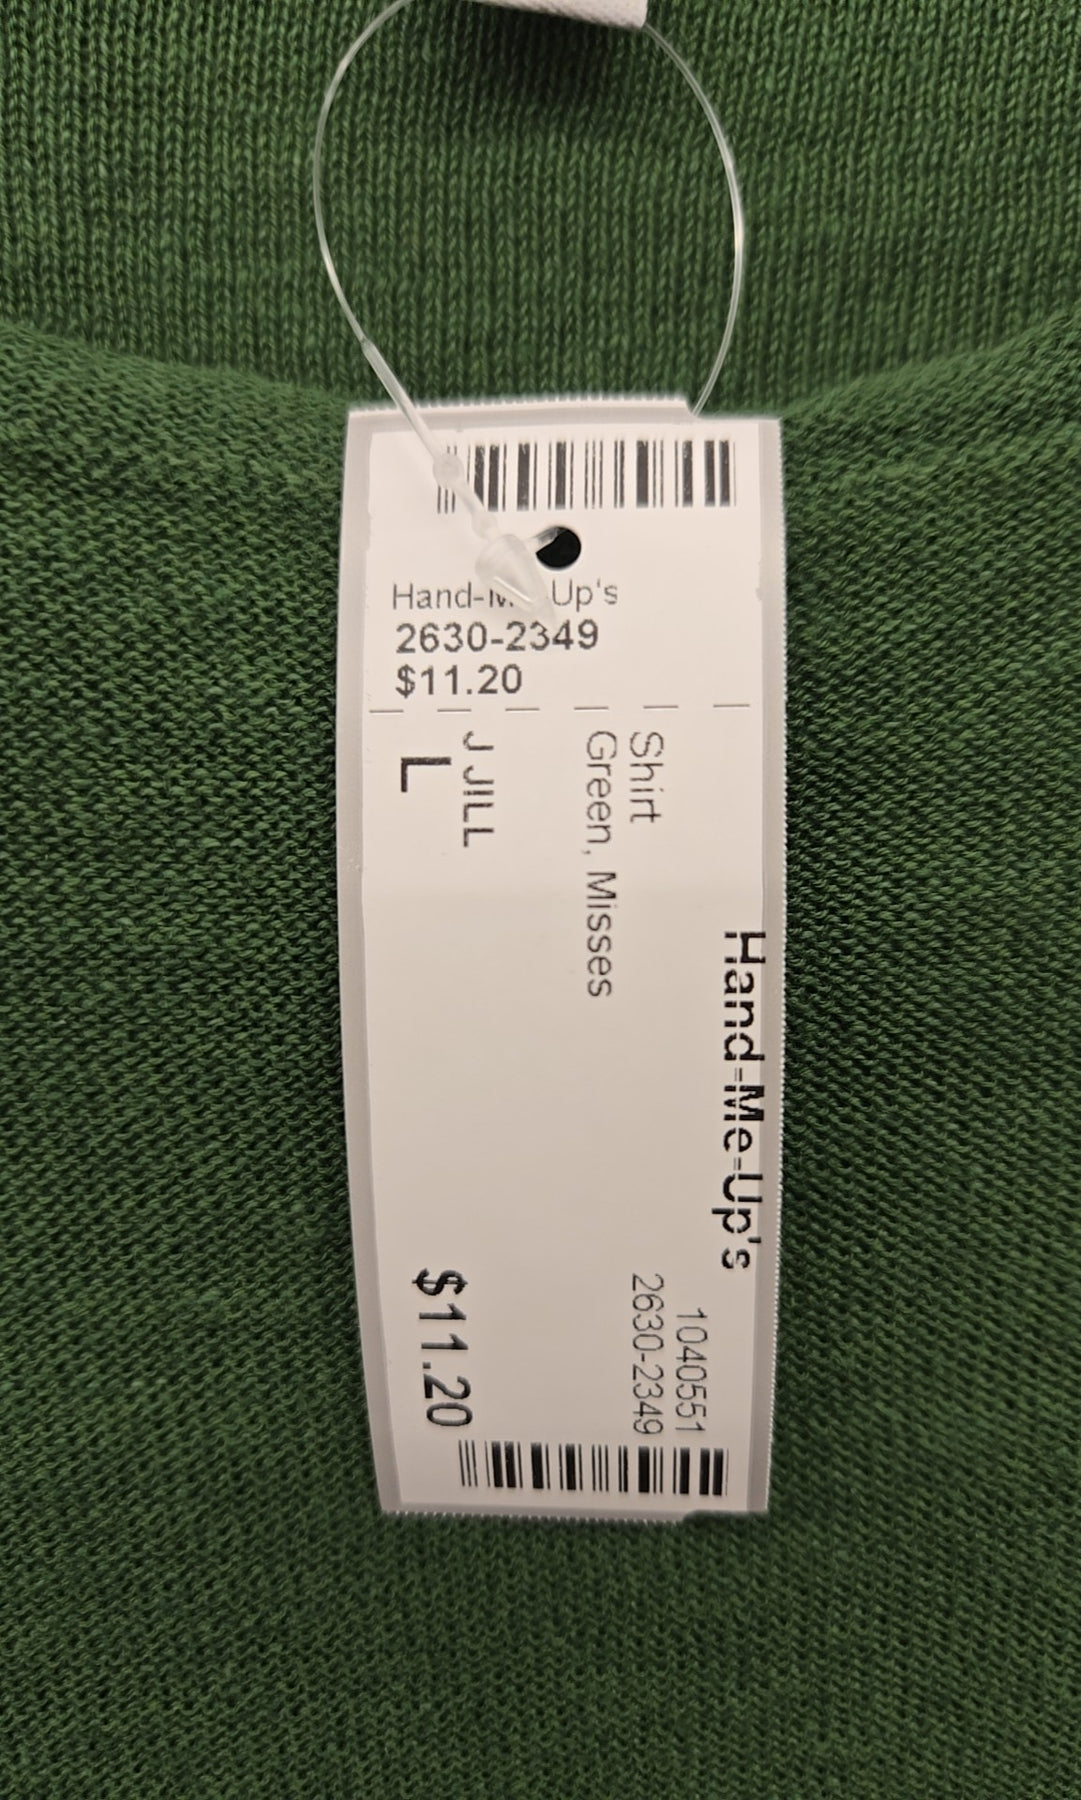 Hand-Me-Up's
2630-2349
$11.20
Hand-Me-Up's
1040551
2630-2349
Shirt
Green, Misses
J JILL
L
$11.20